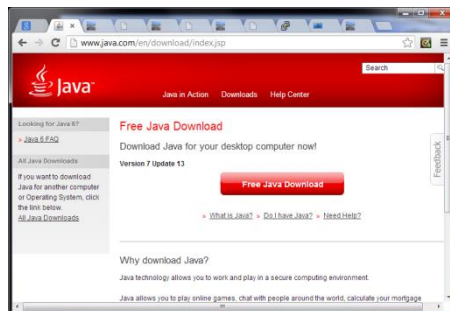 www.java.com/en/download/index.jsp
Search
Java
Java in Action Downloads Help Center
Looking for Java 6?
» Java 6 FAQ
All Java Downloads
If you want to download
Java for another computer
or Operating System, click
the link below.
All Java Downloads
Free Java Download
Download Java for your desktop computer now!
Version 7 Update 13
Free Java Download
» What is Java? » Do I have Java? » Need Help?
Feedback
Why download Java?
Java technology allows you to work and play in a secure computing environment.
Java allows you to play online games, chat with people around the world, calculate your mortgage